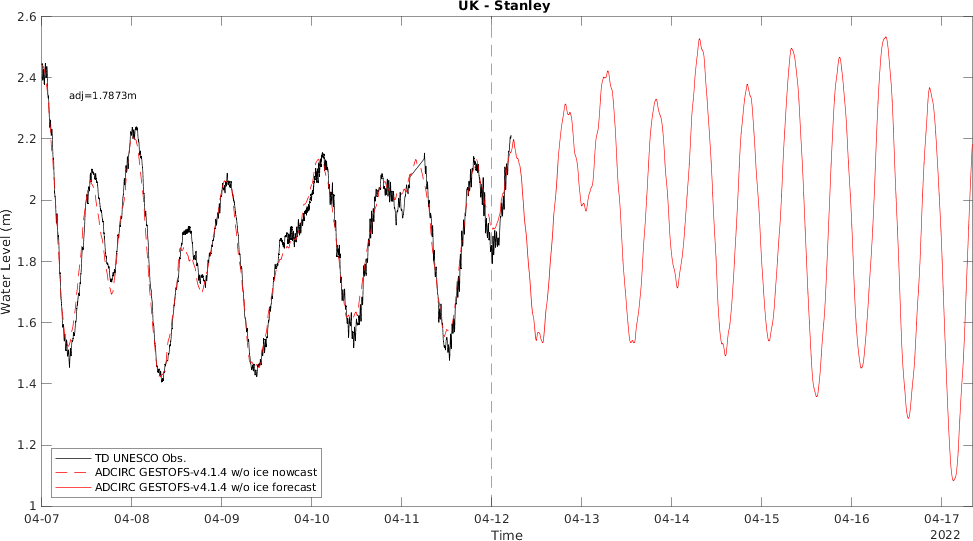 UK - Stanley
2.6
2.4
2.2
2
1.8
1.6
1.4
1.2
1
Water Level (m)
adj=1.7873m
TD UNESCO Obs.
ADCIRC GESTOFS-v4.1.4 w/o ice nowcast
ADCIRC GESTOFS-v4.1.4 w/o ice forecast
04-07 04-08 04-09 04-10 04-11 04-12 04-13 04-14 04-15 04-16 04-17
Time
2022